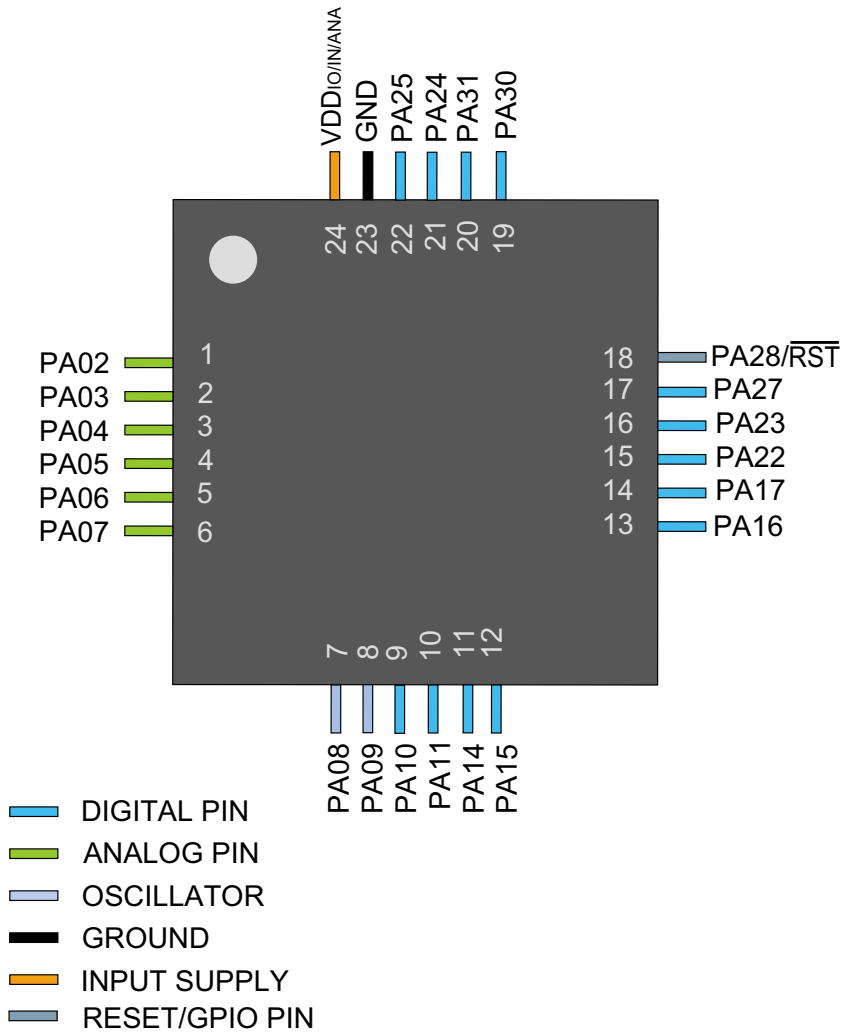 VDDIO/IN/ANA
GND
PA25
PA24
PA31
PA30
24
23
22
21
20
19
PA02 1
PA03 2
PA04 3
PA05 4
PA06 5
PA07 6
18 PA28/R̅S̅T̅
17 PA27
16 PA23
15 PA22
14 PA17
13 PA16
7
8
9
10
11
12
PA08
PA09
PA10
PA11
PA14
PA15
DIGITAL PIN
ANALOG PIN
OSCILLATOR
GROUND
INPUT SUPPLY
RESET/GPIO PIN